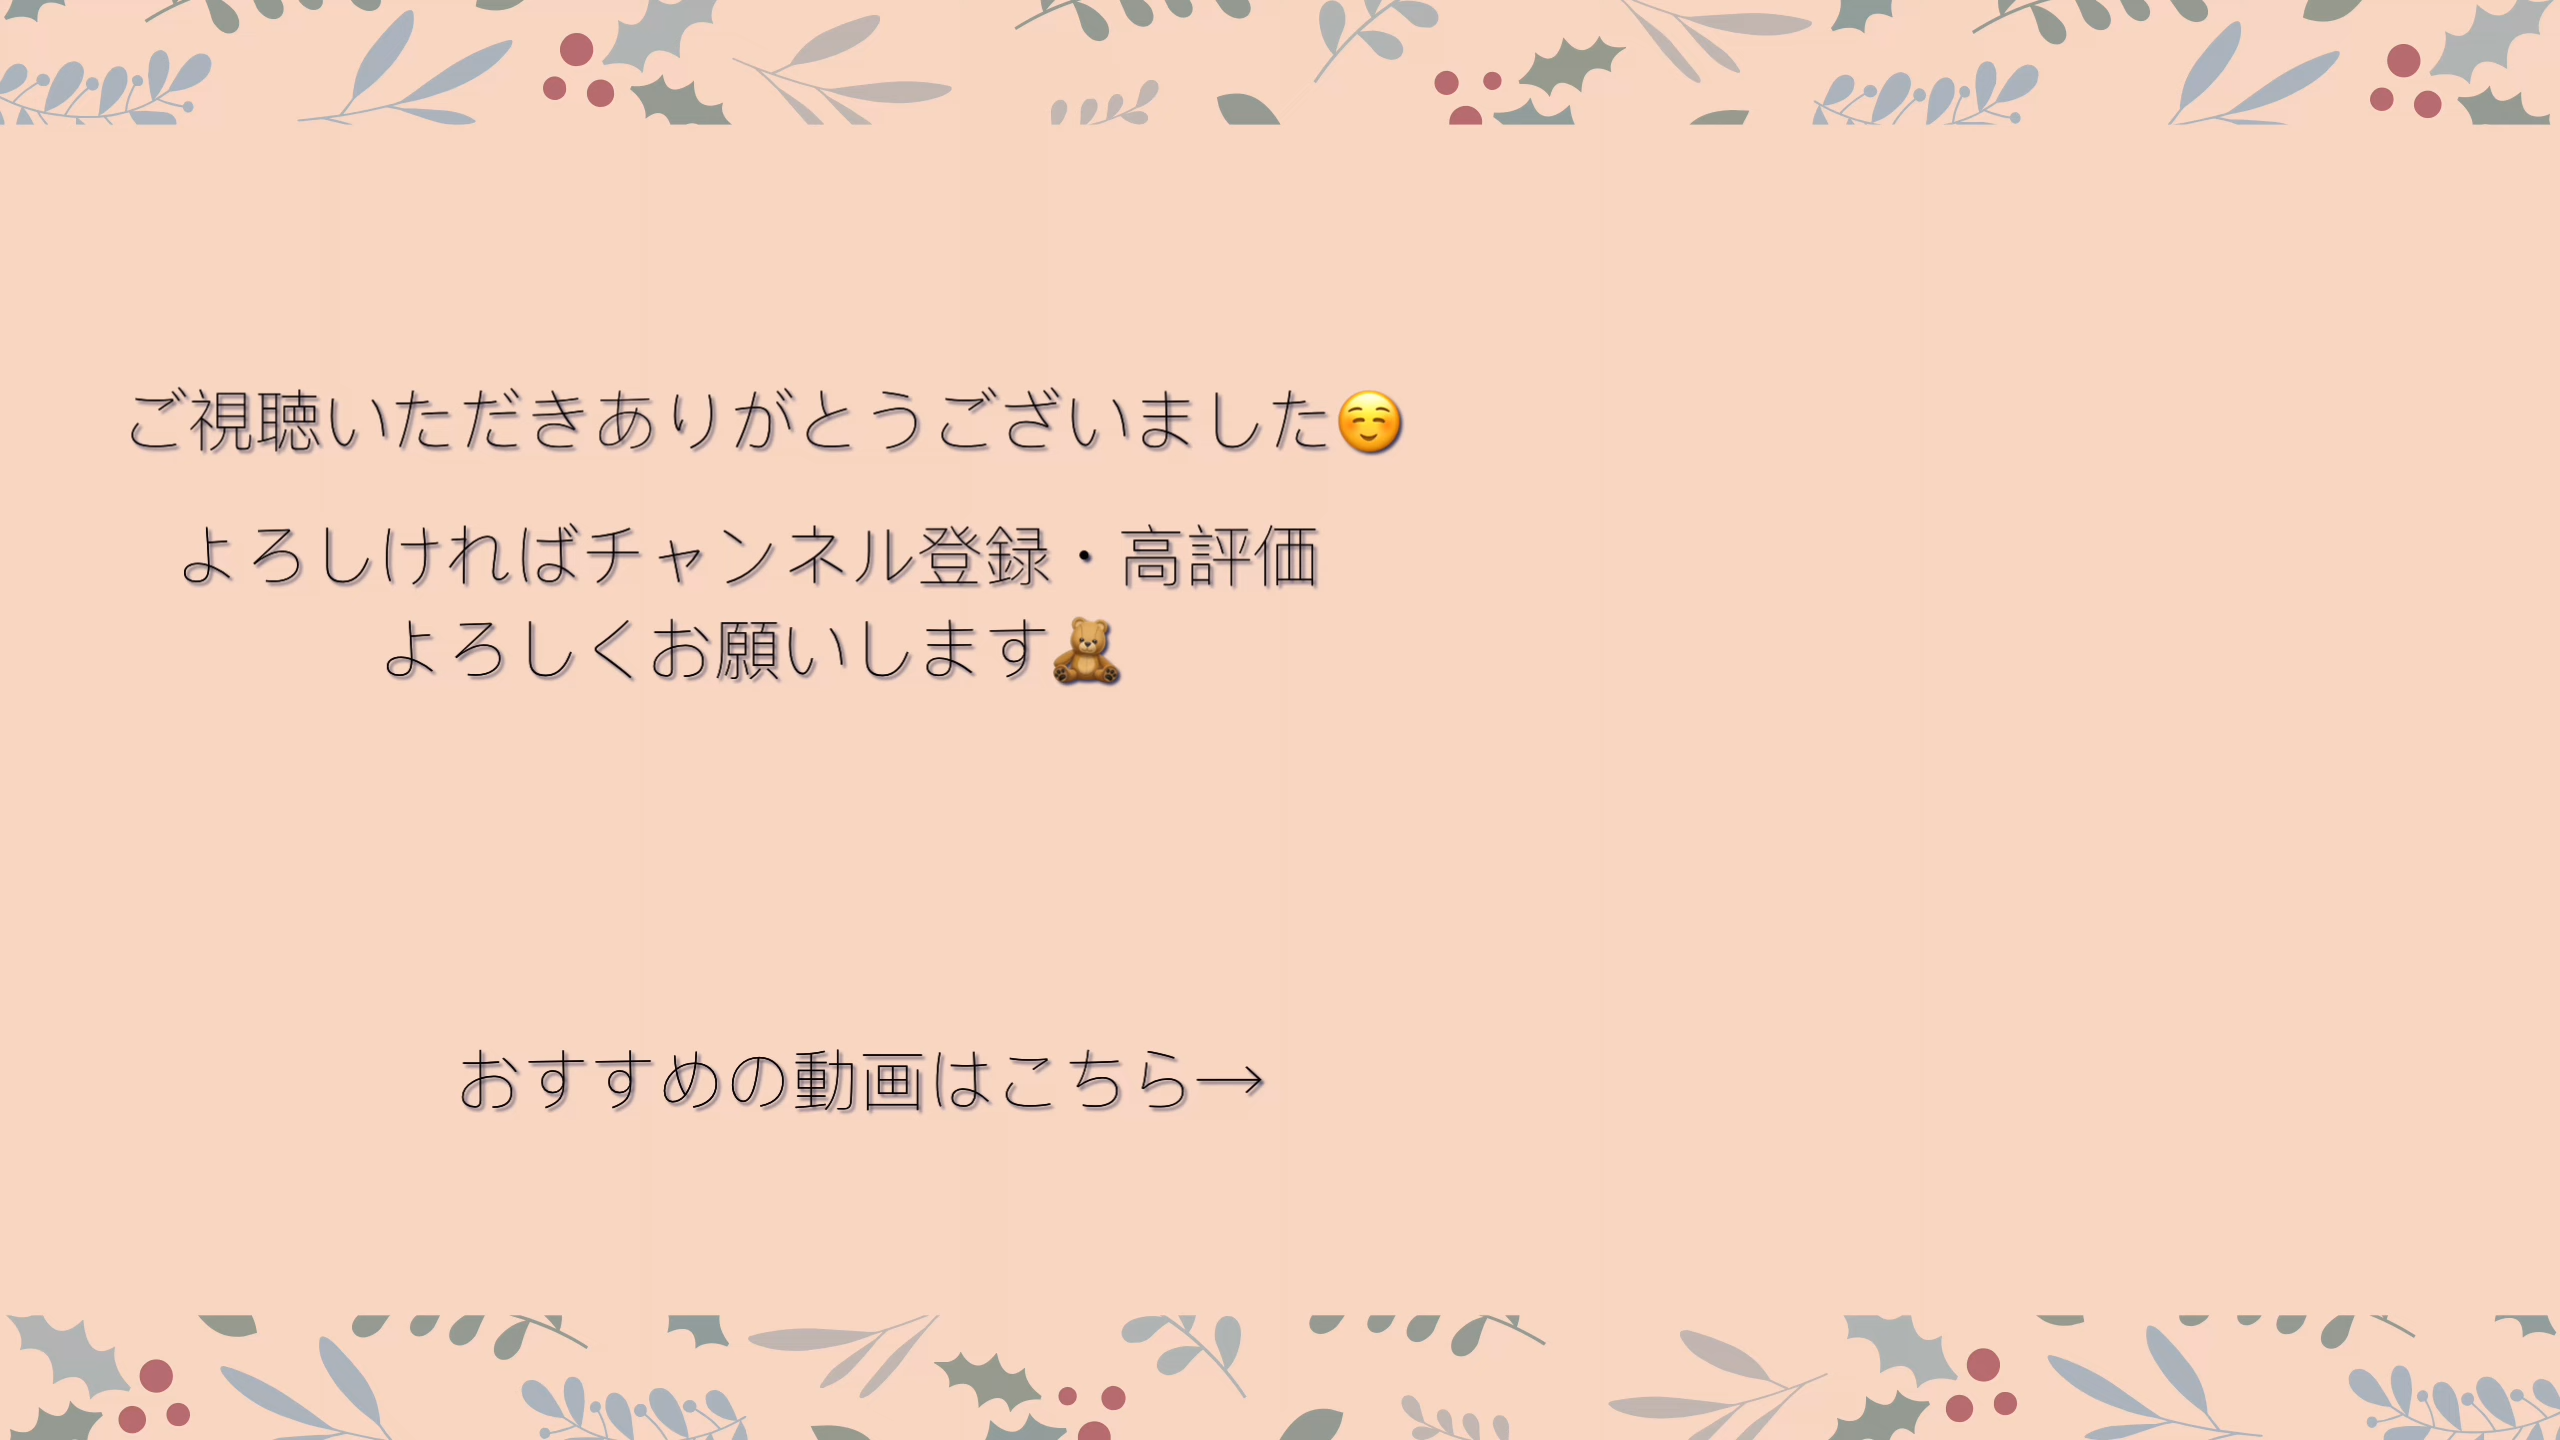 ご視聴いただきありがとうございました☺️
よろしければチャンネル登録・高評価
よろしくお願いします🧸
おすすめの動画はこちら→